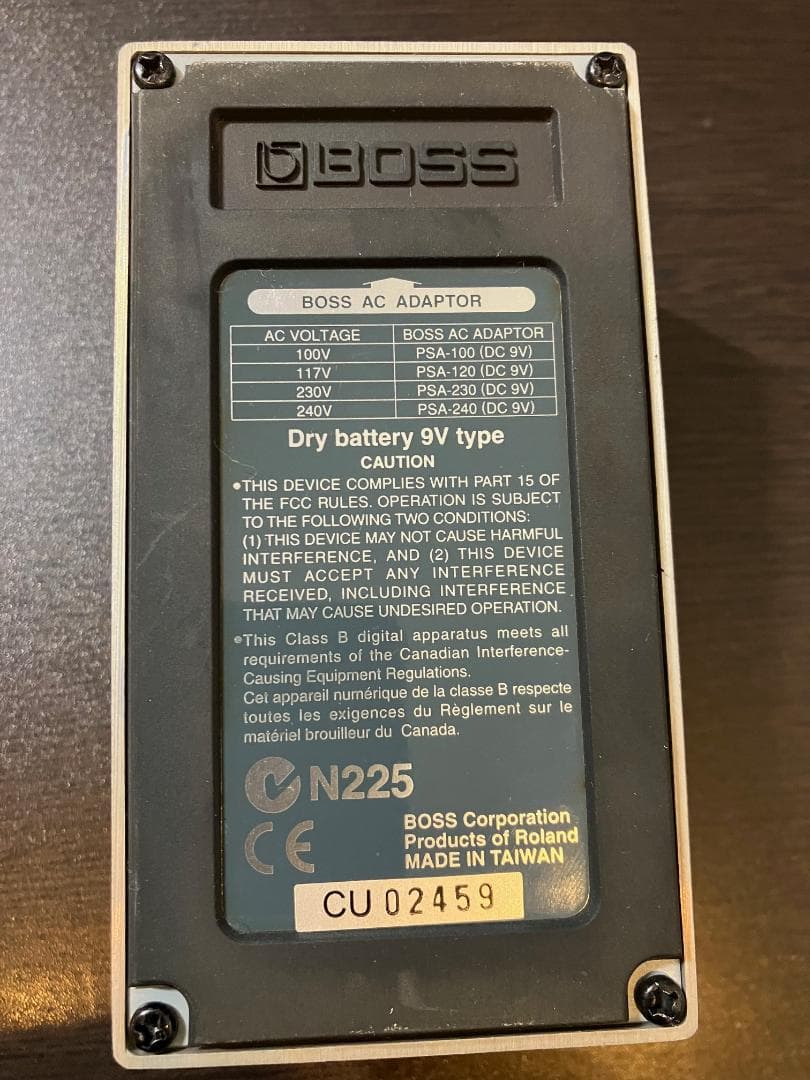 BOSS
BOSS AC ADAPTOR
AC VOLTAGE BOSS AC ADAPTOR
100V PSA-100 (DC 9V)
117V PSA-120 (DC 9V)
230V PSA-230 (DC 9V)
240V PSA-240 (DC 9V)
Dry battery 9V type
CAUTION
●THIS DEVICE COMPLIES WITH PART 15 OF
THE FCC RULES. OPERATION IS SUBJECT
TO THE FOLLOWING TWO CONDITIONS:
(1) THIS DEVICE MAY NOT CAUSE HARMFUL
INTERFERENCE, AND (2) THIS DEVICE
MUST ACCEPT ANY INTERFERENCE
RECEIVED, INCLUDING INTERFERENCE
THAT MAY CAUSE UNDESIRED OPERATION.
●This Class B digital apparatus meets all
requirements of the Canadian Interference-
Causing Equipment Regulations.
Cet appareil numérique de la classe B respecte
toutes les exigences du Règlement sur le
matériel brouilleur du Canada.
N225
CE
BOSS Corporation
Products of Roland
MADE IN TAIWAN
CU 02459